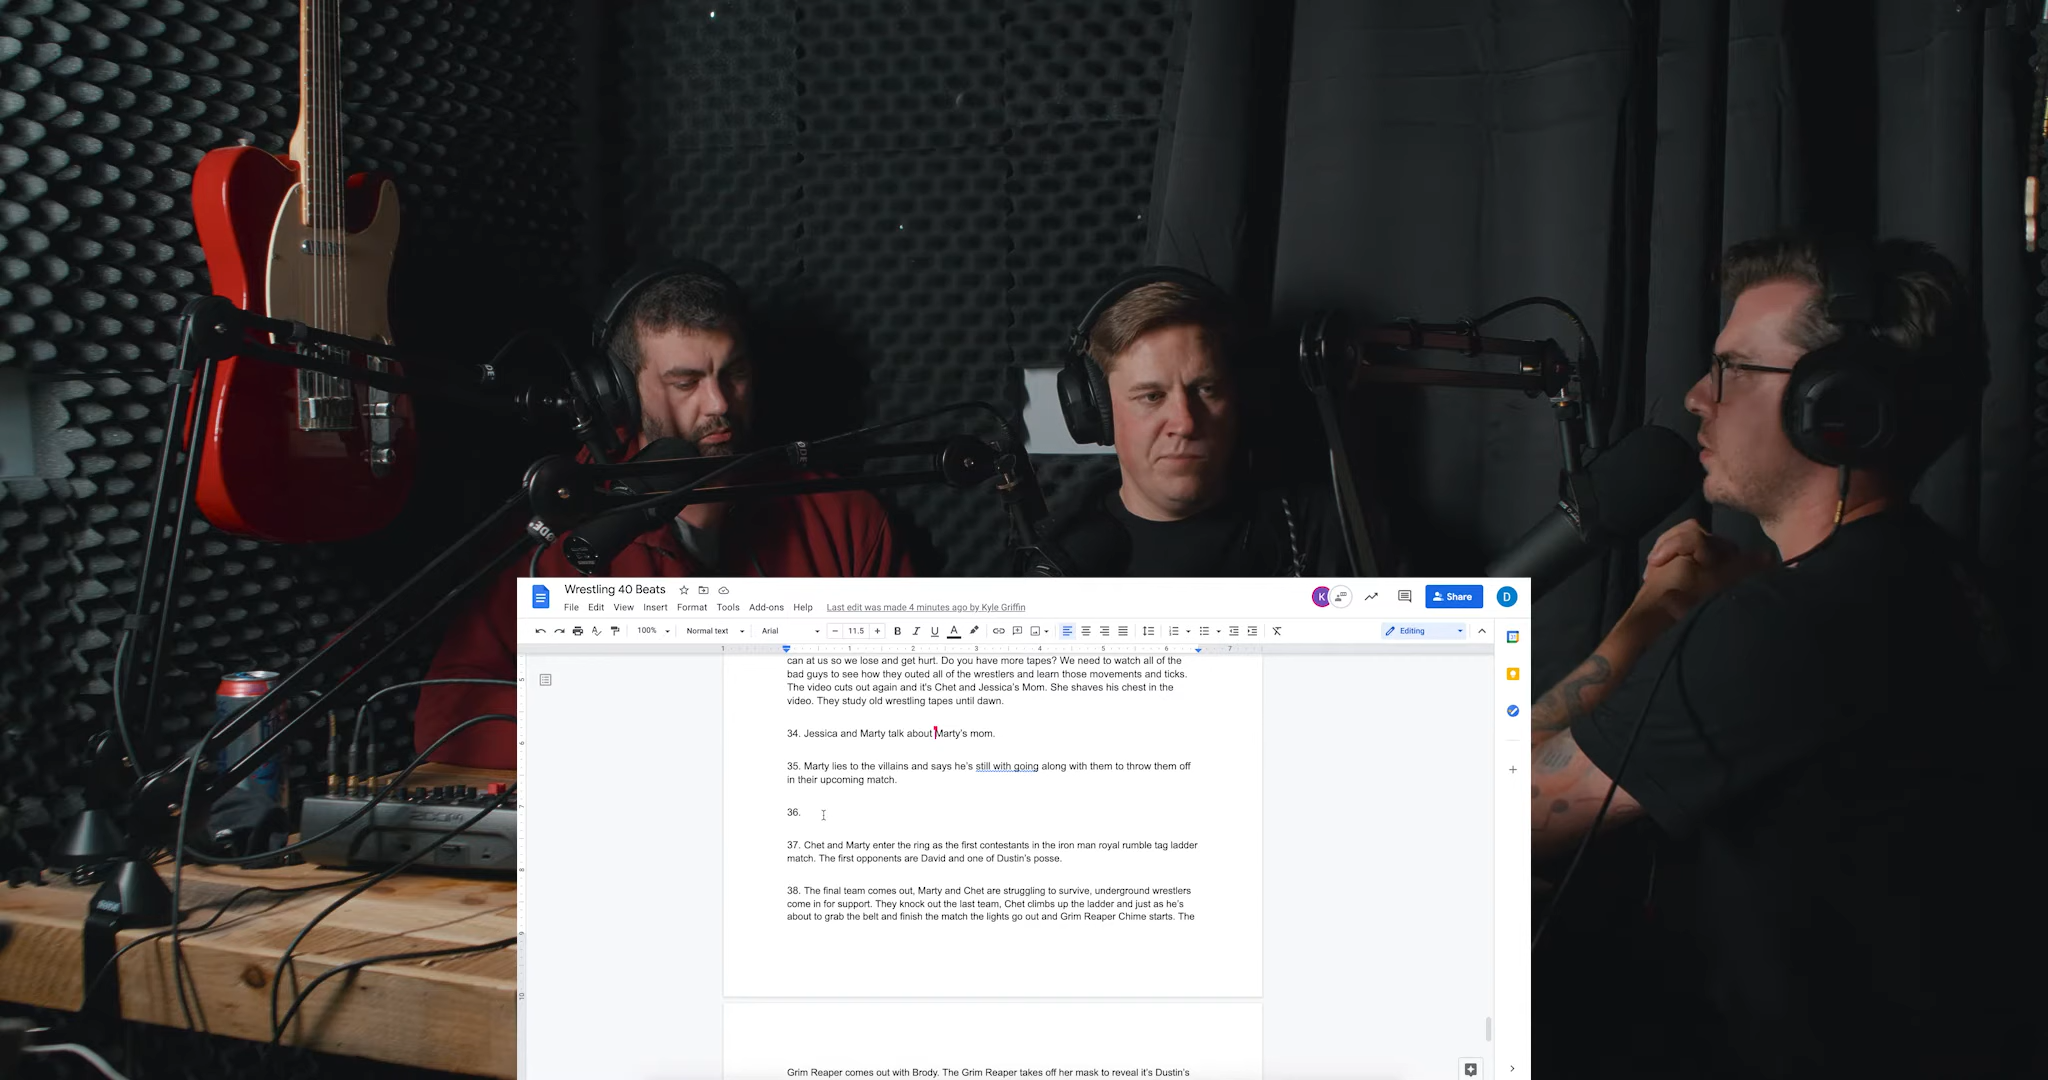 Wrestling 40 Beats
File Edit View Insert Format Tools Add-ons Help Last edit was made 4 minutes ago by Kyle Griffin
K
Share
D
100% Normal text Arial 11.5 B I U A Editing
1 1 2 3 4 5 6 7
can at us so we lose and get hurt. Do you have more tapes? We need to watch all of the
bad guys to see how they outed all of the wrestlers and learn those movements and ticks.
The video cuts out again and it's Chet and Jessica's Mom. She shaves his chest in the
video. They study old wrestling tapes until dawn.
34. Jessica and Marty talk about Marty's mom.
35. Marty lies to the villains and says he's still with going along with them to throw them off
in their upcoming match.
36.
37. Chet and Marty enter the ring as the first contestants in the iron man royal rumble tag ladder
match. The first opponents are David and one of Dustin's posse.
38. The final team comes out, Marty and Chet are struggling to survive, underground wrestlers
come in for support. They knock out the last team, Chet climbs up the ladder and just as he's
about to grab the belt and finish the match the lights go out and Grim Reaper Chime starts. The
Grim Reaper comes out with Brody. The Grim Reaper takes off her mask to reveal it's Dustin's
zoom